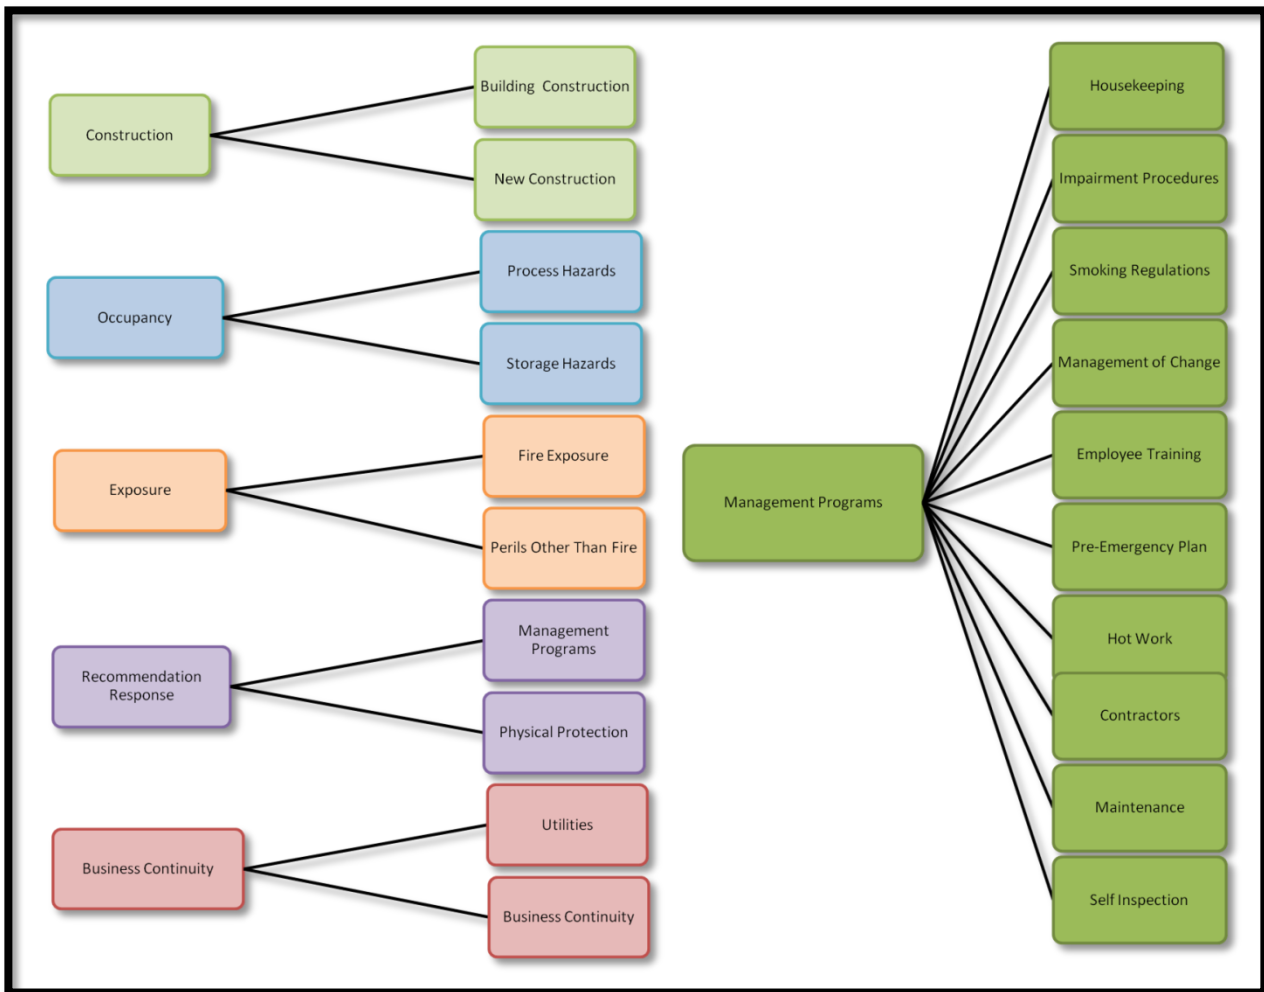 Construction
Building  Construction
New Construction
Occupancy
Process Hazards
Storage Hazards
Exposure
Fire Exposure
Perils Other Than Fire
Recommendation
Response
Management
Programs
Physical Protection
Business Continuity
Utilities
Business Continuity
Management Programs
Housekeeping
Impairment Procedures
Smoking Regulations
Management of Change
Employee Training
Pre-Emergency Plan
Hot Work
Contractors
Maintenance
Self Inspection